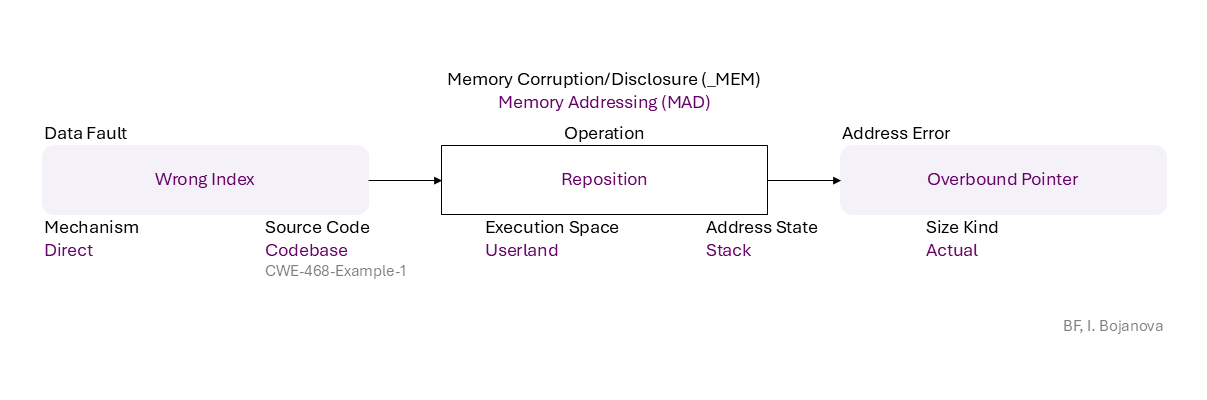 Memory Corruption/Disclosure (_MEM)
Memory Addressing (MAD)
Data Fault
Operation
Address Error
Wrong Index
Reposition
Overbound Pointer
Mechanism
Direct
Source Code
Codebase
CWE-468-Example-1
Execution Space
Userland
Address State
Stack
Size Kind
Actual
BF, I. Bojanova